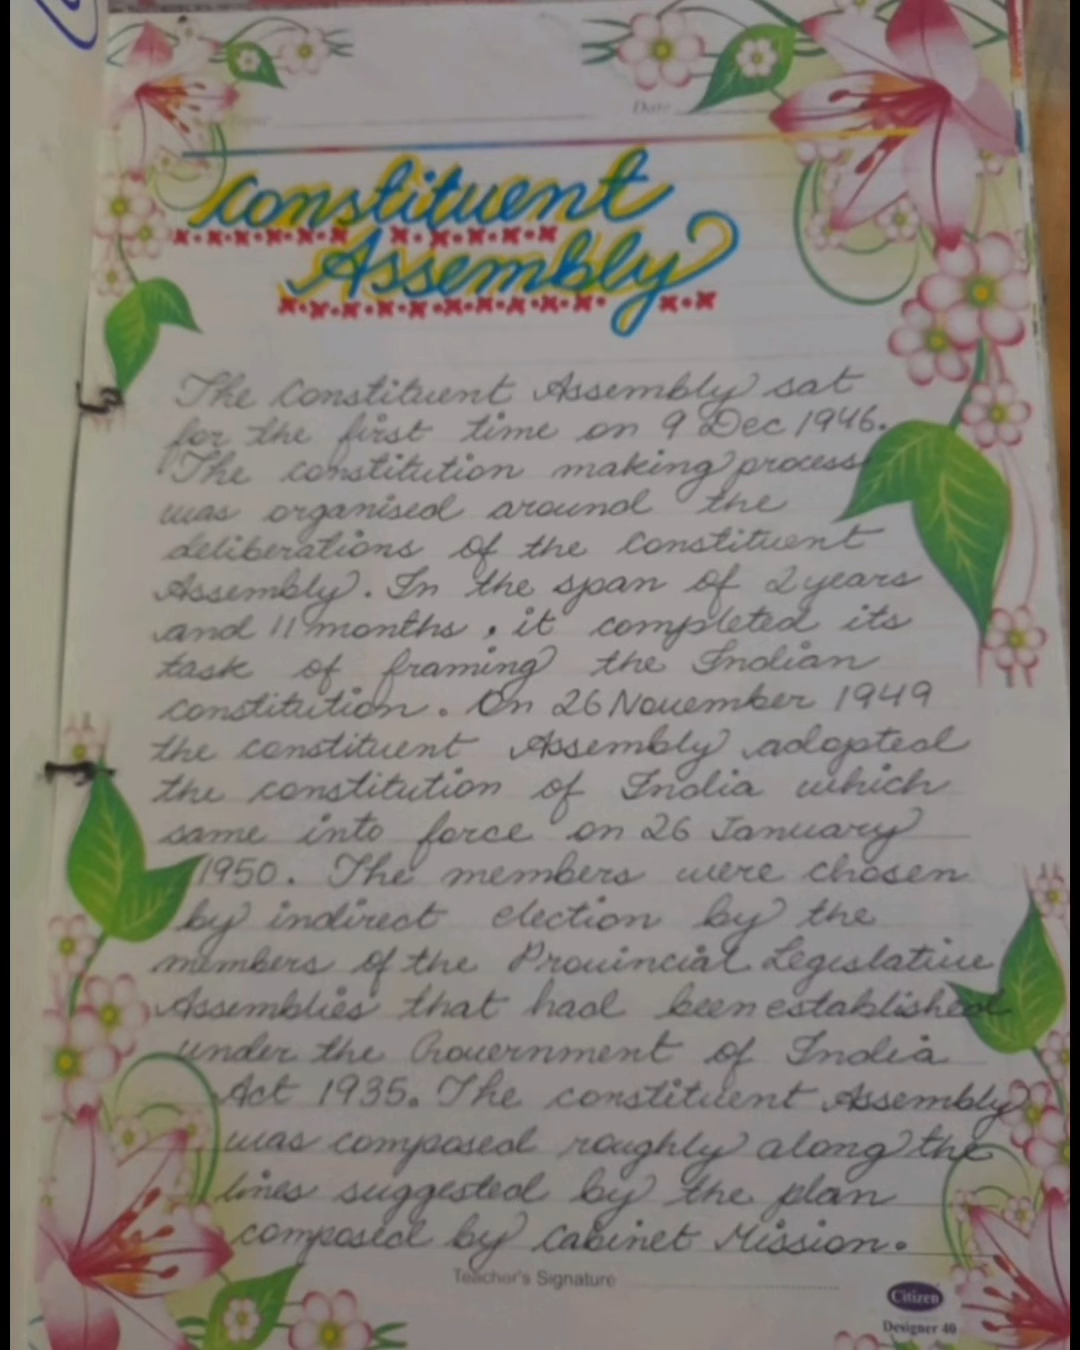 Date
Constituent
Assembly
The Constituent Assembly sat
for the first time on 9 Dec 1946.
The constitution making process
was organised around the
deliberations of the constituent
Assembly. In the span of 2 years
and 11 months, it completed its
task of framing the Indian
constitution. On 26 November 1949
the constituent Assembly adopted
the constitution of India which
came into force on 26 January
1950. The members were chosen
by indirect election by the
members of the Provincial Legislative
Assemblies that had been established
under the Government of India
Act 1935. The constituent Assembly
was composed roughly along the
lines suggested by the plan
composed by Cabinet Mission.
Teacher's Signature
Citizen
Designer 40